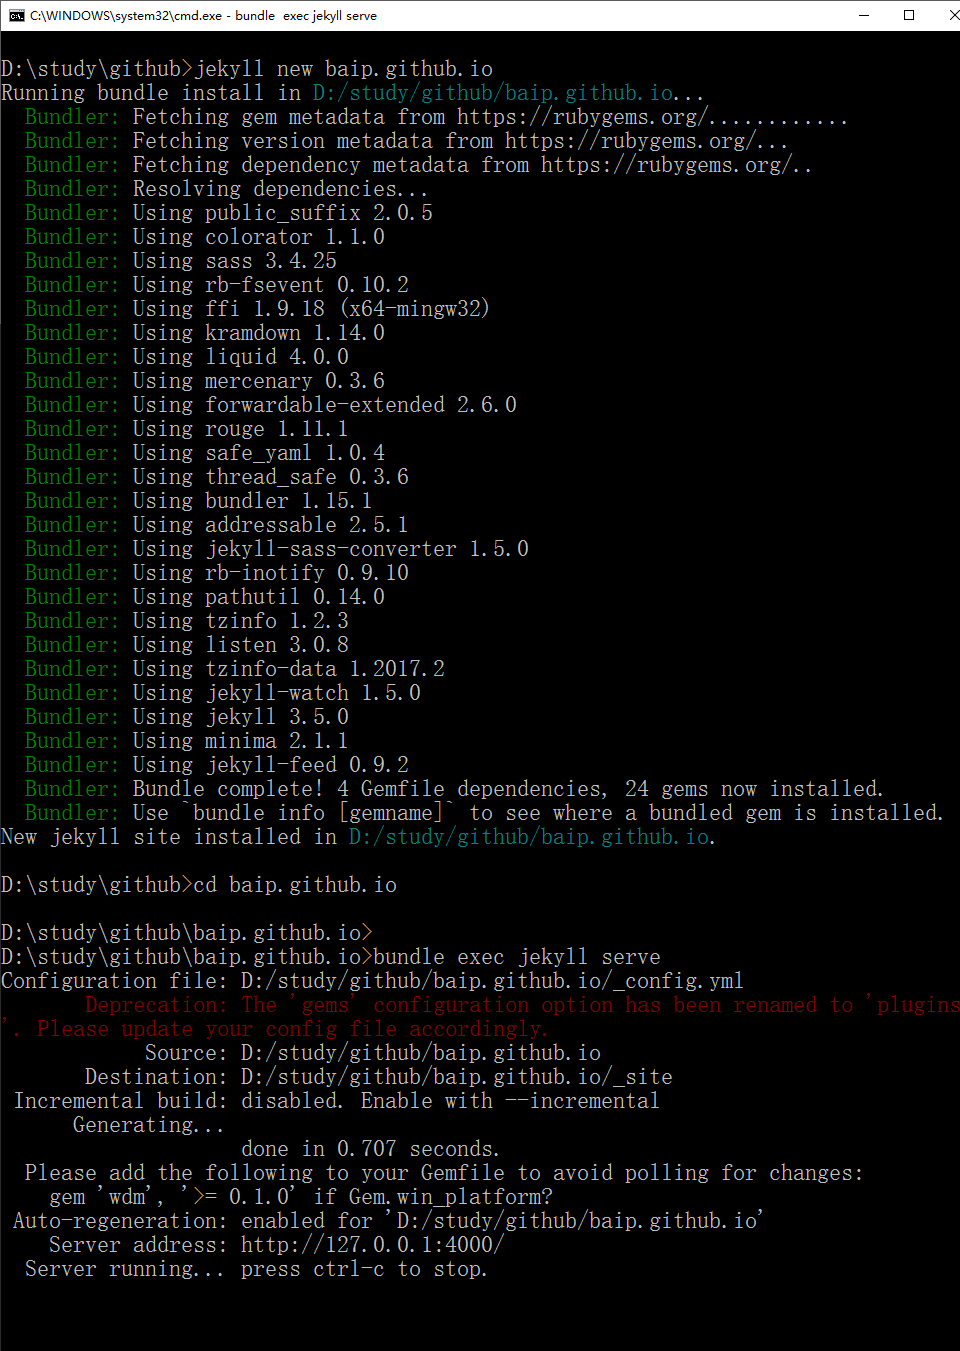 C:\WINDOWS\system32\cmd.exe - bundle  exec jekyll serve
D:\study\github>jekyll new baip.github.io
Running bundle install in D:/study/github/baip.github.io...
Bundler: Fetching gem metadata from https://rubygems.org/............
Bundler: Fetching version metadata from https://rubygems.org/...
Bundler: Fetching dependency metadata from https://rubygems.org/..
Bundler: Resolving dependencies...
Bundler: Using public_suffix 2.0.5
Bundler: Using colorator 1.1.0
Bundler: Using sass 3.4.25
Bundler: Using rb-fsevent 0.10.2
Bundler: Using ffi 1.9.18 (x64-mingw32)
Bundler: Using kramdown 1.14.0
Bundler: Using liquid 4.0.0
Bundler: Using mercenary 0.3.6
Bundler: Using forwardable-extended 2.6.0
Bundler: Using rouge 1.11.1
Bundler: Using safe_yaml 1.0.4
Bundler: Using thread_safe 0.3.6
Bundler: Using bundler 1.15.1
Bundler: Using addressable 2.5.1
Bundler: Using jekyll-sass-converter 1.5.0
Bundler: Using rb-inotify 0.9.10
Bundler: Using pathutil 0.14.0
Bundler: Using tzinfo 1.2.3
Bundler: Using listen 3.0.8
Bundler: Using tzinfo-data 1.2017.2
Bundler: Using jekyll-watch 1.5.0
Bundler: Using jekyll 3.5.0
Bundler: Using minima 2.1.1
Bundler: Using jekyll-feed 0.9.2
Bundler: Bundle complete! 4 Gemfile dependencies, 24 gems now installed.
Bundler: Use `bundle info [gemname]` to see where a bundled gem is installed.
New jekyll site installed in D:/study/github/baip.github.io.
D:\study\github>cd baip.github.io
D:\study\github\baip.github.io>
D:\study\github\baip.github.io>bundle exec jekyll serve
Configuration file: D:/study/github/baip.github.io/_config.yml
Deprecation: The 'gems' configuration option has been renamed to 'plugins
'. Please update your config file accordingly.
Source: D:/study/github/baip.github.io
Destination: D:/study/github/baip.github.io/_site
Incremental build: disabled. Enable with --incremental
Generating...
done in 0.707 seconds.
Please add the following to your Gemfile to avoid polling for changes:
gem 'wdm', '>= 0.1.0' if Gem.win_platform?
Auto-regeneration: enabled for 'D:/study/github/baip.github.io'
Server address: http://127.0.0.1:4000/
Server running... press ctrl-c to stop.